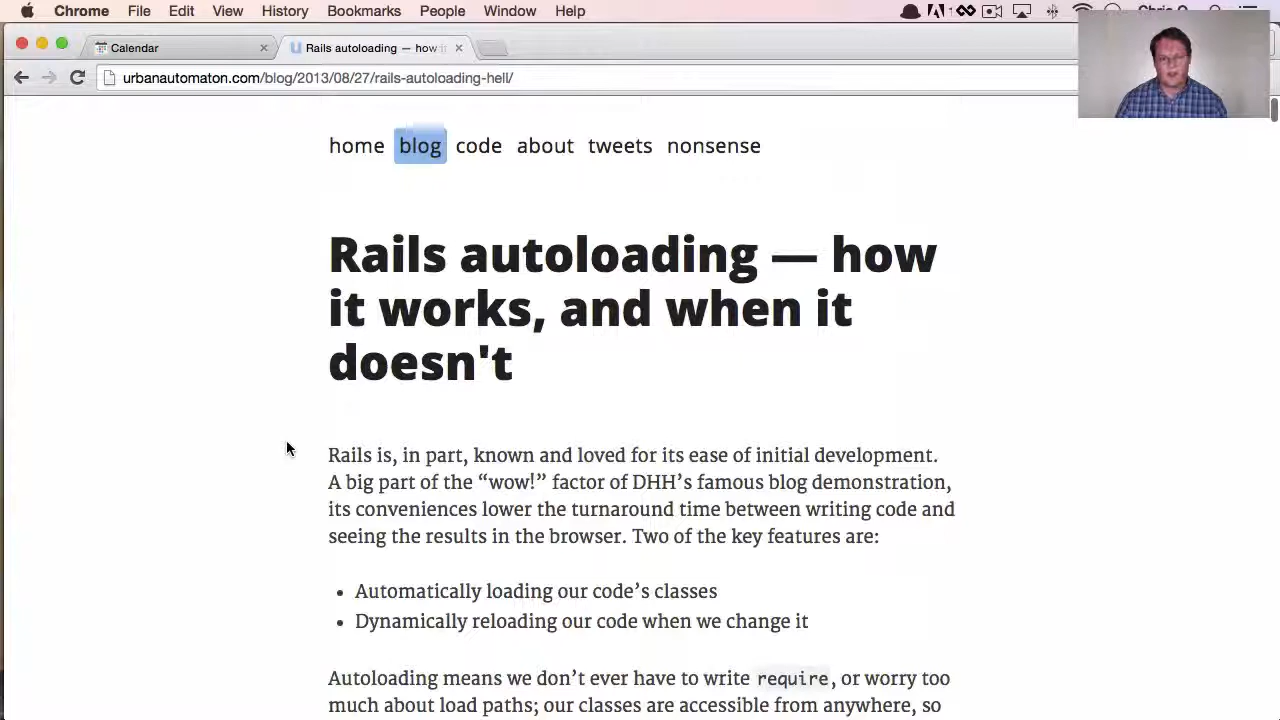 Chrome File Edit View History Bookmarks People Window Help
Calendar
Rails autoloading — how i
urbanautomaton.com/blog/2013/08/27/rails-autoloading-hell/
home blog code about tweets nonsense
Rails autoloading — how
it works, and when it
doesn't
Rails is, in part, known and loved for its ease of initial development.
A big part of the “wow!” factor of DHH’s famous blog demonstration,
its conveniences lower the turnaround time between writing code and
seeing the results in the browser. Two of the key features are:
• Automatically loading our code’s classes
• Dynamically reloading our code when we change it
Autoloading means we don’t ever have to write require, or worry too
much about load paths; our classes are accessible from anywhere, so